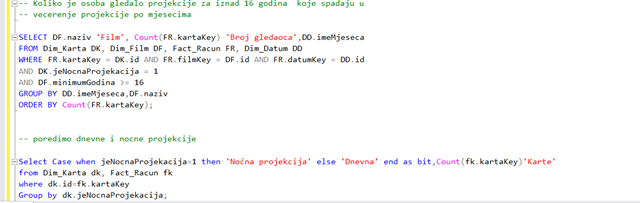 -- Koliko je osoba gledalo projekcije za iznad 16 godina  koje spadaju u
-- vecerenje projekcije po mjesecima
SELECT DF.naziv 'Film', Count(FR.kartaKey) 'Broj gledaoca',DD.imeMjeseca
FROM Dim_Karta DK, Dim_Film DF, Fact_Racun FR, Dim_Datum DD
WHERE FR.kartaKey = DK.id AND FR.filmKey = DF.id AND FR.datumKey = DD.id
AND DK.jeNocnaProjekacija = 1
AND DF.minimumGodina >= 16
GROUP BY DD.imeMjeseca,DF.naziv
ORDER BY Count(FR.kartaKey);
-- poredimo dnevne i nocne projekcije
Select Case when jeNocnaProjekacija=1 then 'Noćna projekcija' else 'Dnevna' end as bit,Count(fk.kartaKey)'Karte'
from Dim_Karta dk, Fact_Racun fk
where dk.id=fk.kartaKey
Group by dk.jeNocnaProjekacija;